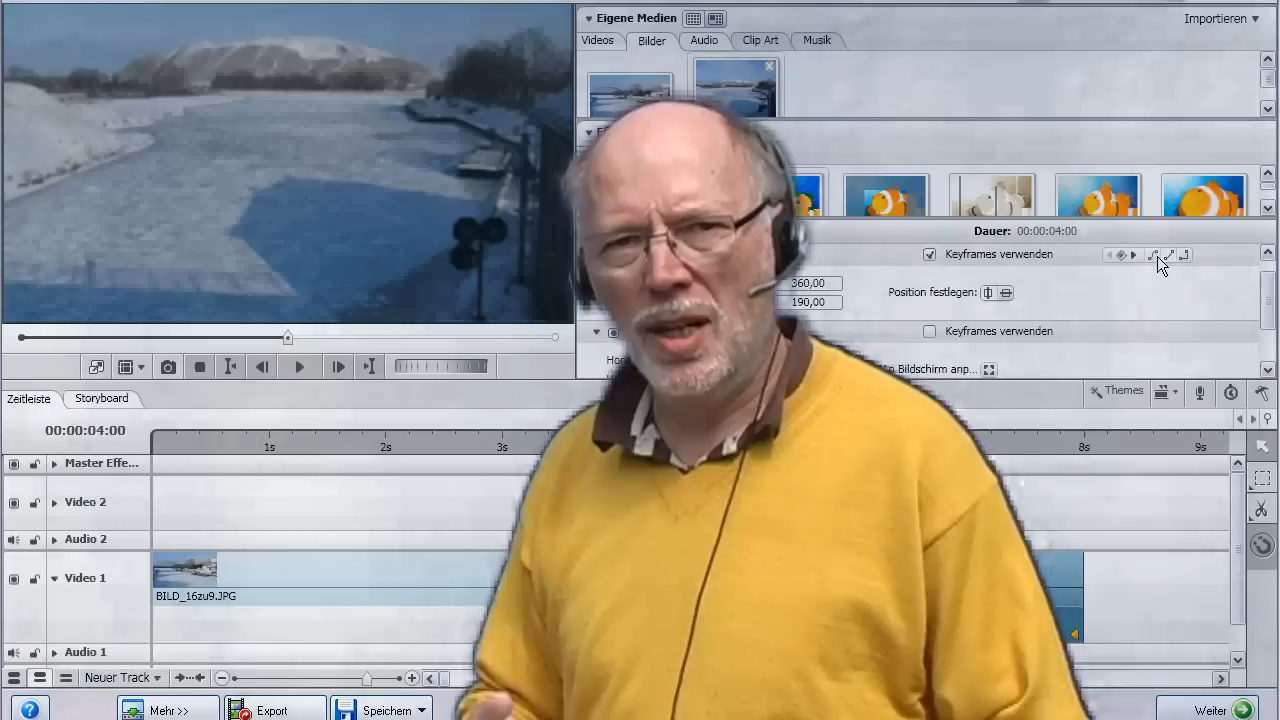 Eigene Medien
Importieren
Videos
Bilder
Audio
Clip Art
Musik
Dauer: 00:00:04:00
Keyframes verwenden
360,00
190,00
Position festlegen:
Keyframes verwenden
Bildschirm anp...
Zeitleiste
Storyboard
Themes
00:00:04:00
1s
2s
3s
8s
9s
Master Effe...
Video 2
Audio 2
Video 1
BILD_16zu9.JPG
Audio 1
Neuer Track
Mehr >>
Export
Speichern
Weiter